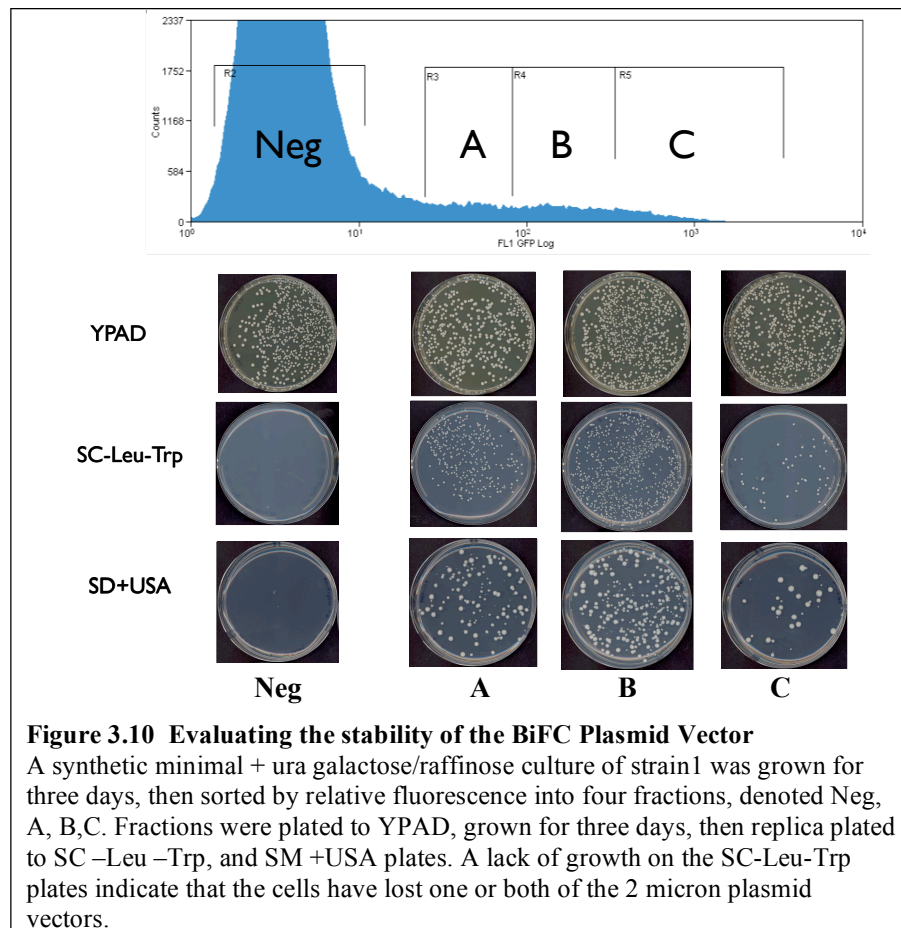 2337
1752
1168
584
0
Counts
R2
R3
R4
R5
Neg
A
B
C
10⁰
10¹
10²
10³
10⁴
FL1 GFP Log
YPAD
SC-Leu-Trp
SD+USA
Neg
A
B
C
Figure 3.10 Evaluating the stability of the BiFC Plasmid Vector
A synthetic minimal + ura galactose/raffinose culture of strain1 was grown for
three days, then sorted by relative fluorescence into four fractions, denoted Neg,
A, B,C. Fractions were plated to YPAD, grown for three days, then replica plated
to SC –Leu –Trp, and SM +USA plates. A lack of growth on the SC-Leu-Trp
plates indicate that the cells have lost one or both of the 2 micron plasmid
vectors.